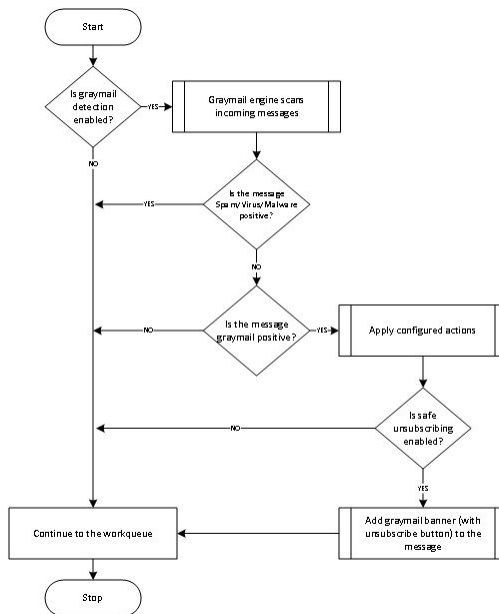 Start
Is graymail
detection
enabled?
YES
Graymail engine scans
incoming messages
NO
Is the message
Spam/Virus/Malware
positive?
YES
NO
Is the message
graymail positive?
NO
YES
Apply configured actions
Is safe
unsubscribing
enabled?
NO
YES
Continue to the workqueue
Add graymail banner (with
unsubscribe button) to the
message
Stop